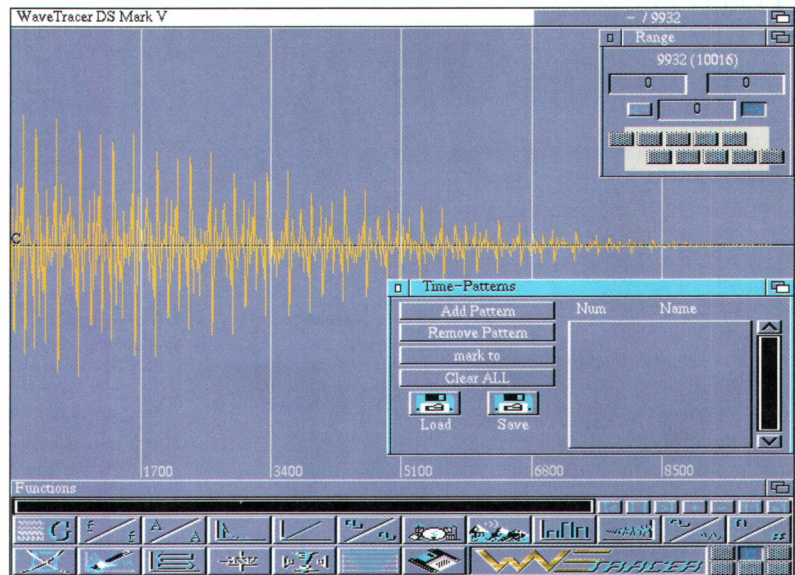 WaveTracer DS Mark V
- / 9932
Range
9932 (10016)
0
0
0
C
Time-Patterns
Add Pattern
Remove Pattern
mark to
Clear ALL
Load
Save
Num
Name
1700
3400
5100
6800
8500
Functions
TRACER